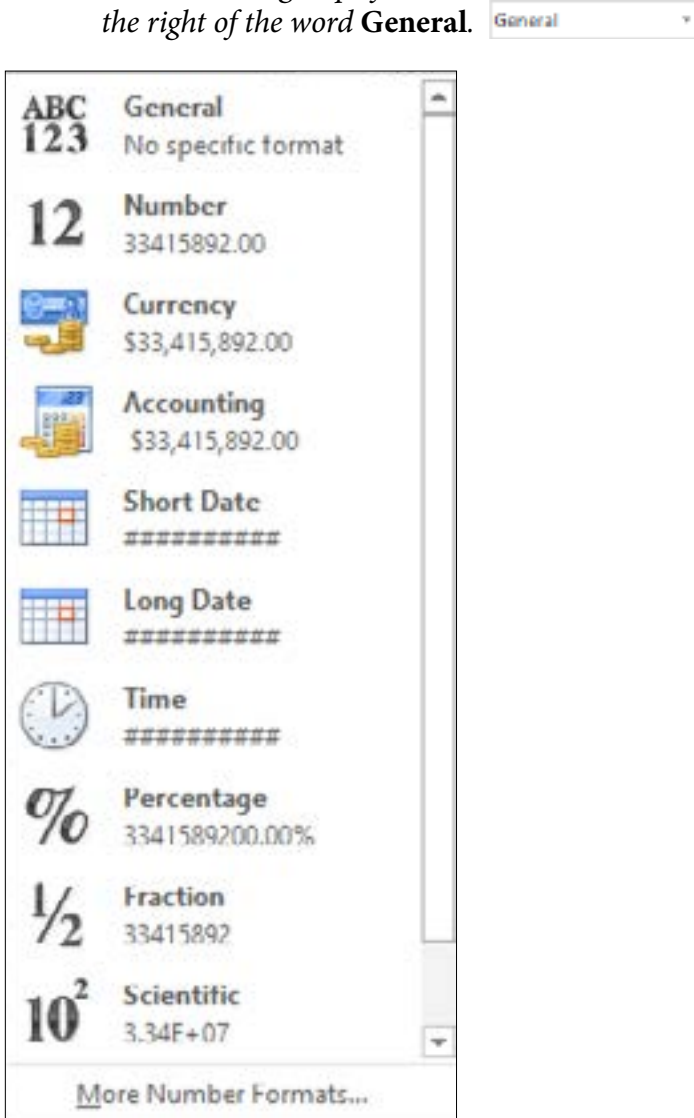 the right of the word General. General
ABC
123
General
No specific format
12
Number
33415892.00
Currency
$33,415,892.00
123
Accounting
$33,415,892.00
Short Date
##########
Long Date
##########
Time
##########
%
Percentage
3341589200.00%
1/2
Fraction
33415892
10²
Scientific
3.34E+07
More Number Formats...